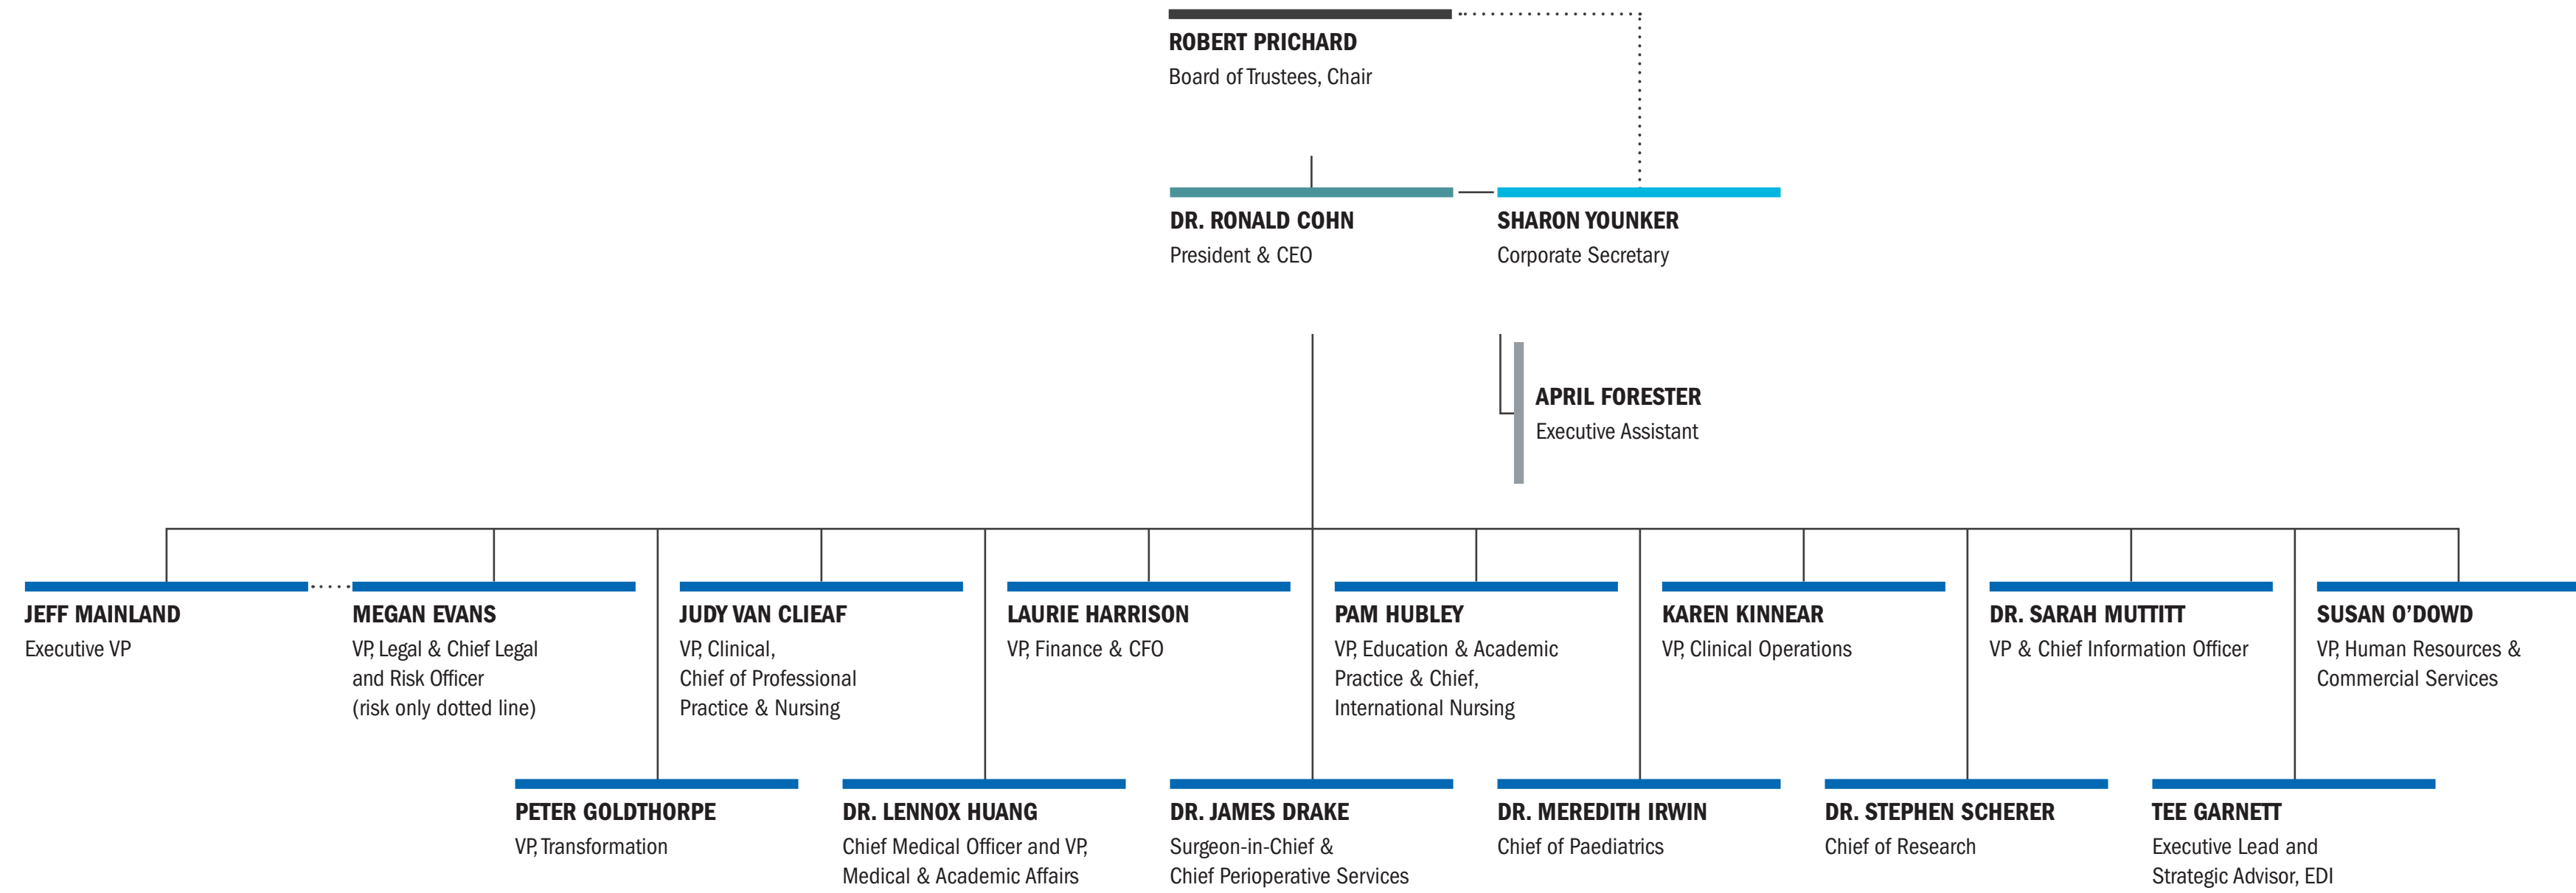 ROBERT PRICHARD
Board of Trustees, Chair
DR. RONALD COHN
President & CEO
SHARON YOUNKER
Corporate Secretary
APRIL FORESTER
Executive Assistant
JEFF MAINLAND
Executive VP
MEGAN EVANS
VP, Legal & Chief Legal
and Risk Officer
(risk only dotted line)
JUDY VAN CLIEAF
VP, Clinical,
Chief of Professional
Practice & Nursing
LAURIE HARRISON
VP, Finance & CFO
PAM HUBLEY
VP, Education & Academic
Practice & Chief,
International Nursing
KAREN KINNEAR
VP, Clinical Operations
DR. SARAH MUTTITT
VP & Chief Information Officer
SUSAN O’DOWD
VP, Human Resources &
Commercial Services
PETER GOLDTHORPE
VP, Transformation
DR. LENNOX HUANG
Chief Medical Officer and VP,
Medical & Academic Affairs
DR. JAMES DRAKE
Surgeon-in-Chief &
Chief Perioperative Services
DR. MEREDITH IRWIN
Chief of Paediatrics
DR. STEPHEN SCHERER
Chief of Research
TEE GARNETT
Executive Lead and
Strategic Advisor, EDI